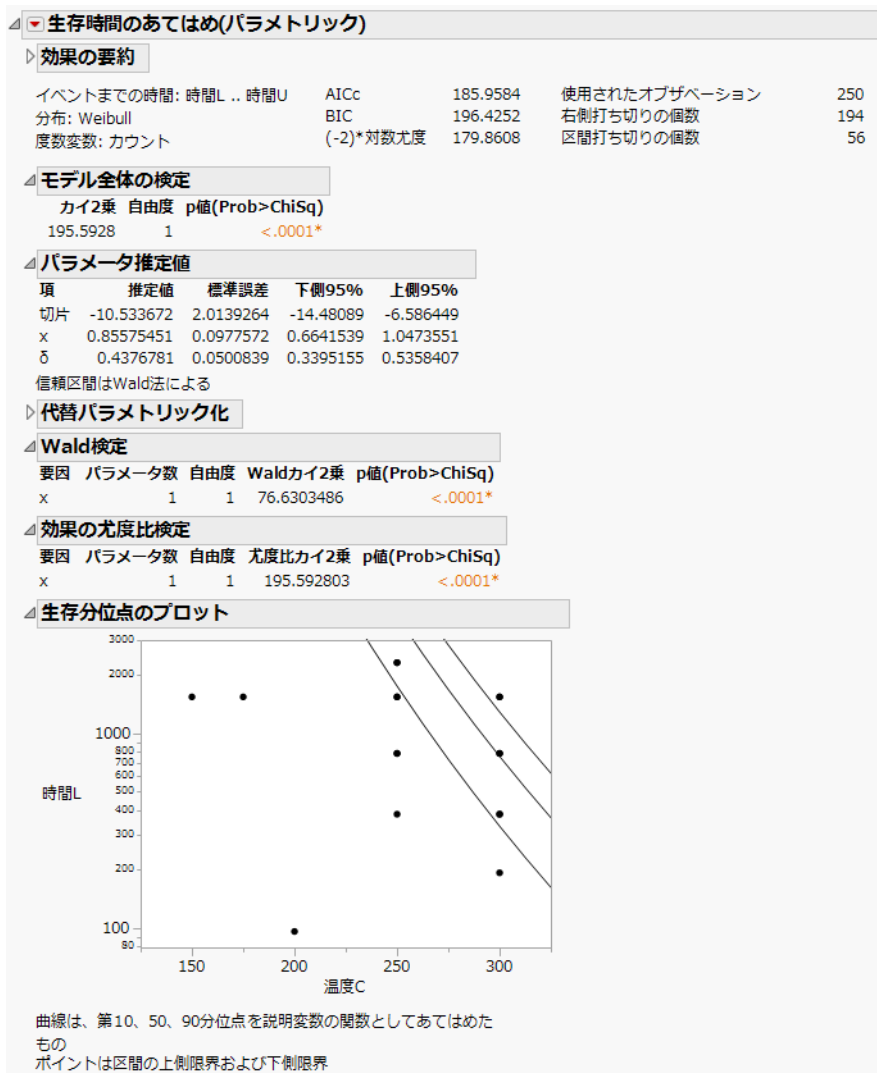 生存時間のあてはめ(パラメトリック)
効果の要約
イベントまでの時間: 時間L .. 時間U AICc 185.9584 使用されたオブザベーション 250
分布: Weibull BIC 196.4252 右側打ち切りの個数 194
度数変数: カウント (-2)*対数尤度 179.8608 区間打ち切りの個数 56
モデル全体の検定
カイ2乗 自由度 p値(Prob>ChiSq)
195.5928 1 <.0001*
パラメータ推定値
項 推定値 標準誤差 下側95% 上側95%
切片 -10.533672 2.0139264 -14.48089 -6.586449
x 0.85575451 0.0977572 0.6641539 1.0473551
δ 0.4376781 0.0500839 0.3395155 0.5358407
信頼区間はWald法による
代替パラメトリック化
Wald検定
要因 パラメータ数 自由度 Waldカイ2乗 p値(Prob>ChiSq)
x 1 1 76.6303486 <.0001*
効果の尤度比検定
要因 パラメータ数 自由度 尤度比カイ2乗 p値(Prob>ChiSq)
x 1 1 195.592803 <.0001*
生存分位点のプロット
3000
2000
1000
800
700
600
時間L
500
400
300
200
100
80
150 200 250 300
温度C
曲線は、第10、50、90分位点を説明変数の関数としてあてはめた
もの
ポイントは区間の上側限界および下側限界